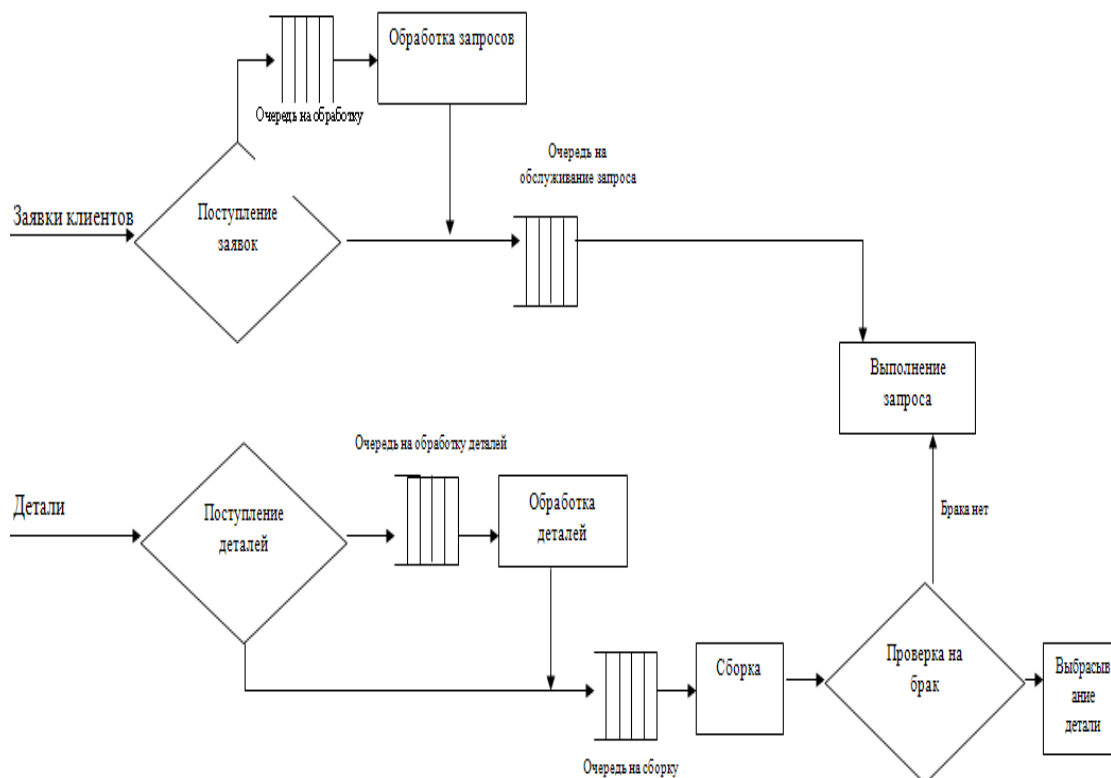 Обработка запросов
Очередь на обработку
Очередь на
обслуживание запроса
Заявки клиентов
Поступление
заявок
Выполнение
запроса
Очередь на обработку деталей
Детали
Поступление
деталей
Обработка
деталей
Брака нет
Сборка
Проверка на
брак
Выбрасыв
ание
детали
Очередь на сборку